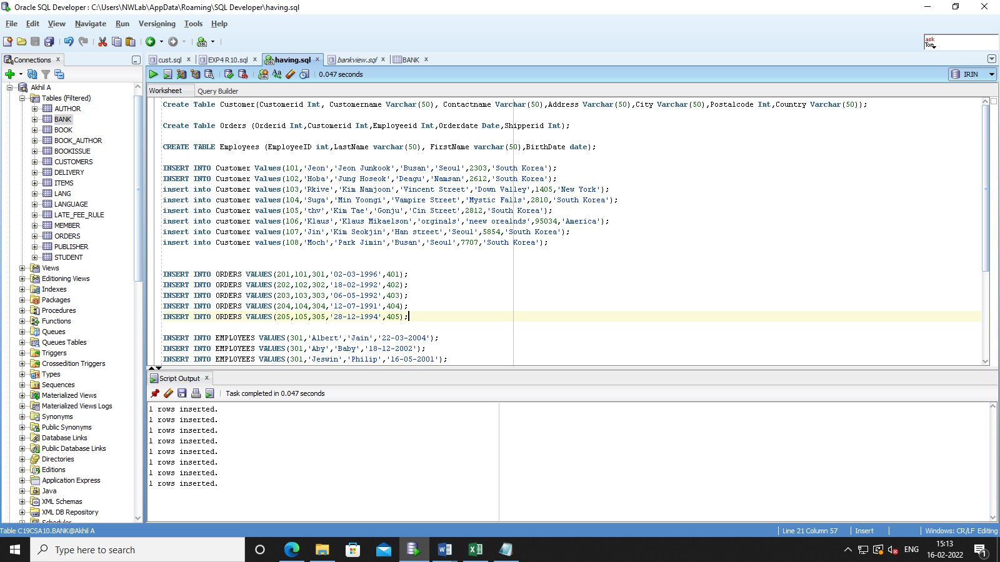 Oracle SQL Developer : C:\Users\NWLab\AppData\Roaming\SQL Developer\having.sql
File Edit View Navigate Run Versioning Tools Help
ask
Tom
Connections
cust.sql
EXP4 R10.sql
having.sql
bankview.sql
BANK
0.047 seconds
IRIN
Akhil A
Tables (Filtered)
AUTHOR
BANK
BOOK
BOOK_AUTHOR
BOOKISSUE
CUSTOMERS
DELIVERY
ITEMS
LANG
LANGUAGE
LATE_FEE_RULE
MEMBER
ORDERS
PUBLISHER
STUDENT
Views
Editioning Views
Indexes
Packages
Procedures
Functions
Queues
Queues Tables
Triggers
Crossedition Triggers
Types
Sequences
Materialized Views
Materialized Views Logs
Synonyms
Public Synonyms
Database Links
Public Database Links
Directories
Editions
Application Express
Java
XML Schemas
XML DB Repository
Scheduler
Worksheet Query Builder
Create Table Customer(Customerid Int, Customername Varchar(50), Contactname Varchar(50),Address Varchar(50),City Varchar(50),Postalcode Int,Country Varchar(50));
Create Table Orders (Orderid Int,Customerid Int,Employeeid Int,Orderdate Date,Shipperid Int);
CREATE TABLE Employees (EmployeeID int,LastName varchar(50), FirstName varchar(50),BirthDate date);
INSERT INTO Customer Values(101,'Jeon','Jeon Junkook','Busan','Seoul',2303,'South Korea');
INSERT INTO Customer Values(102,'Hoba','Jung Hoseok','Deagu','Namsan',2612,'South Korea');
insert into Customer values(103,'Rkive','Kim Namjoon','Vincent Street','Down Valley',1405,'New York');
insert into customer values(104,'Suga','Min Yoongi','Vampire Street','Mystic Falls',2810,'South Korea');
insert into Customer values(105,'thv','Kim Tae','Gonju','Cin Street',2812,'South Korea');
insert into customer values(106,'Klaus','Klaus Mikaelson','orginals','neew orealnds',95034,'America');
insert into Customer values(107,'Jin','Kim Seokjin','Han street','Seoul',5854,'South Korea');
insert into Customer values(108,'Moch','Park Jimin','Busan','Seoul',7707,'South Korea');
INSERT INTO ORDERS VALUES(201,101,301,'02-03-1996',401);
INSERT INTO ORDERS VALUES(202,102,302,'18-02-1992',402);
INSERT INTO ORDERS VALUES(203,103,303,'06-05-1992',403);
INSERT INTO ORDERS VALUES(204,104,304,'12-07-1991',404);
INSERT INTO ORDERS VALUES(205,105,305,'28-12-1994',405);
INSERT INTO EMPLOYEES VALUES(301,'Albert','Jain','22-03-2004');
INSERT INTO EMPLOYEES VALUES(301,'Aby','Baby','18-12-2002');
INSERT INTO EMPLOYEES VALUES(301,'Jeswin','Philip','16-05-2001');
Script Output
Task completed in 0.047 seconds
1 rows inserted.
1 rows inserted.
1 rows inserted.
1 rows inserted.
1 rows inserted.
1 rows inserted.
1 rows inserted.
1 rows inserted.
Table C19CSA10.BANK@Akhil A
Line 21 Column 57
Insert
Windows: CR/LF Editing
Type here to search
ENG
15:13
16-02-2022
1